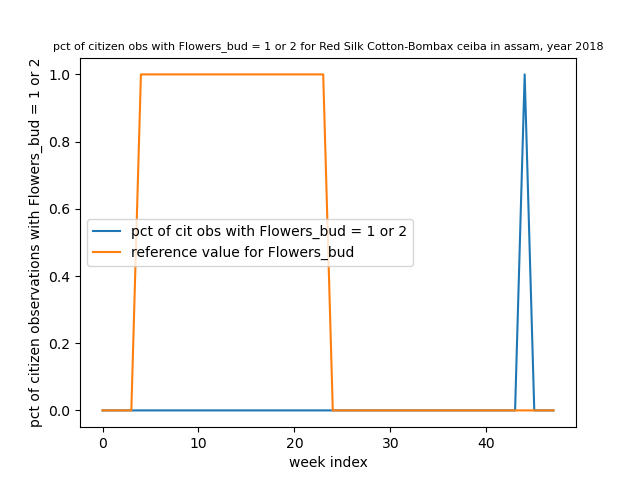 pct of citizen obs with Flowers_bud = 1 or 2 for Red Silk Cotton-Bombax ceiba in assam, year 2018
pct of citizen observations with Flowers_bud = 1 or 2
1.0
0.8
0.6
0.4
0.2
0.0
pct of cit obs with Flowers_bud = 1 or 2
reference value for Flowers_bud
0 10 20 30 40
week index